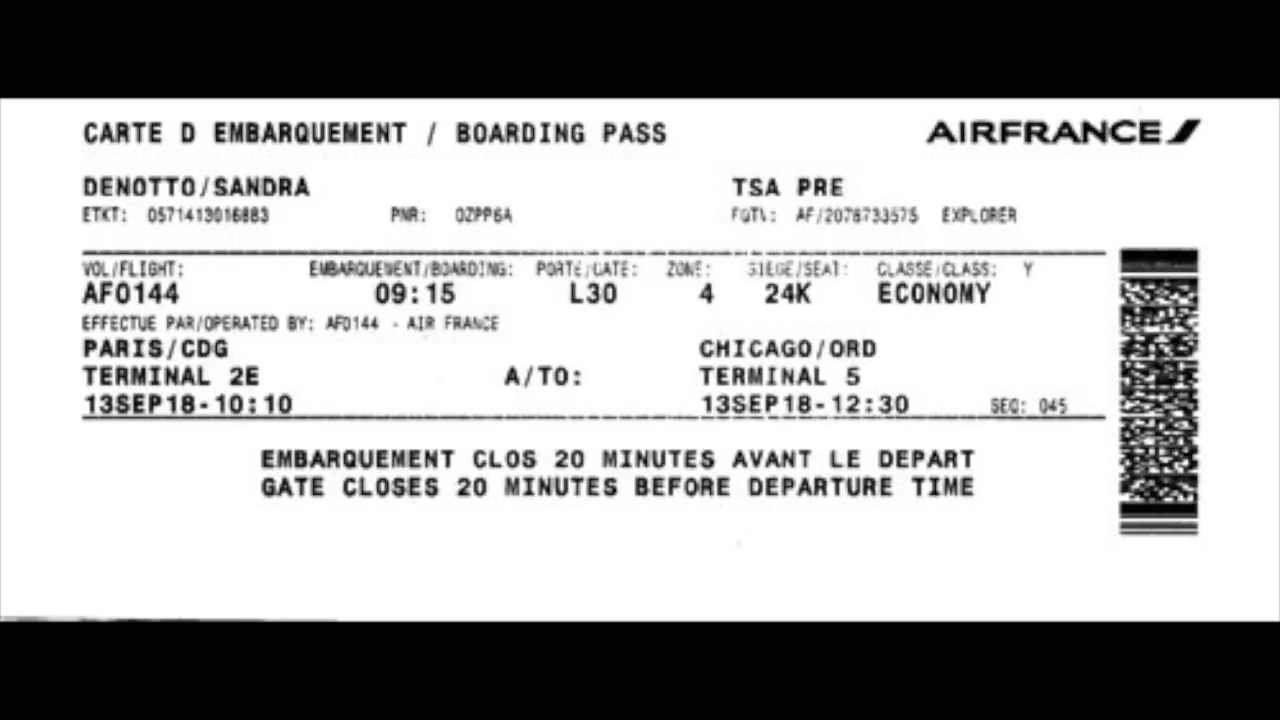 CARTE D EMBARQUEMENT / BOARDING PASS AIRFRANCE
DENOTTO/SANDRA TSA PRE
ETKT: 0571413016883 PNR: OZPP6A FQTV: AF/2078733575 EXPLORER
VOL/FLIGHT: EMBARQUEMENT/BOARDING: PORTE/GATE: ZONE: SIEGE/SEAT: CLASSE/CLASS: Y
AF0144 09:15 L30 4 24K ECONOMY
EFFECTUE PAR/OPERATED BY: AF0144 - AIR FRANCE
PARIS/CDG CHICAGO/ORD
TERMINAL 2E A/TO: TERMINAL 5
13SEP18-10:10 13SEP18-12:30 SEQ: 045
EMBARQUEMENT CLOS 20 MINUTES AVANT LE DEPART
GATE CLOSES 20 MINUTES BEFORE DEPARTURE TIME